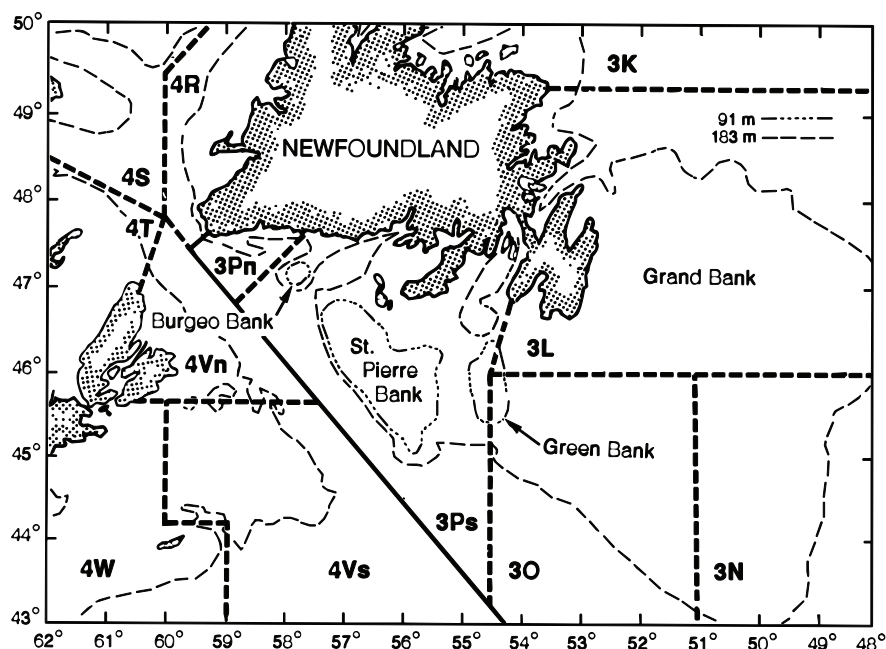 50°
49°
48°
47°
46°
45°
44°
43°
4R
3K
91 m
183 m
NEWFOUNDLAND
4S
4T
3Pn
Grand Bank
Burgeo Bank
3L
St.
Pierre
Bank
4Vn
Green Bank
3Ps
4W
4Vs
3O
3N
62
61°
60°
59°
58°
57°
56°
55°
54°
53°
52°
51°
50°
49°
48°